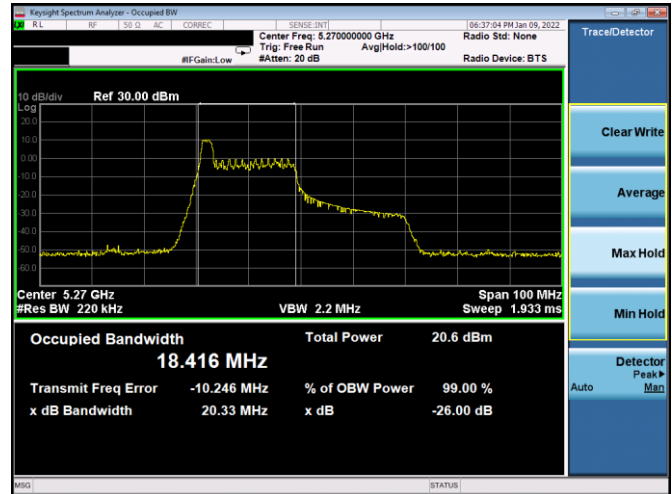 Keysight Spectrum Analyzer - Occupied BW
RL RF 50 Ω AC CORREC SENSE:INT 06:37:04 PM Jan 09, 2022
Center Freq: 5.270000000 GHz Radio Std: None
Trig: Free Run Avg|Hold:>100/100
#IFGain:Low #Atten: 20 dB Radio Device: BTS
Trace/Detector
10 dB/div Ref 30.00 dBm
Log
20.0
10.0
0.00
-10.0
-20.0
-30.0
-40.0
-50.0
-60.0
Center 5.27 GHz Span 100 MHz
#Res BW 220 kHz VBW 2.2 MHz Sweep 1.933 ms
Occupied Bandwidth Total Power 20.6 dBm
18.416 MHz
Transmit Freq Error -10.246 MHz % of OBW Power 99.00 %
x dB Bandwidth 20.33 MHz x dB -26.00 dB
Clear Write
Average
Max Hold
Min Hold
Detector
Peak▶
Auto Man
MSG STATUS